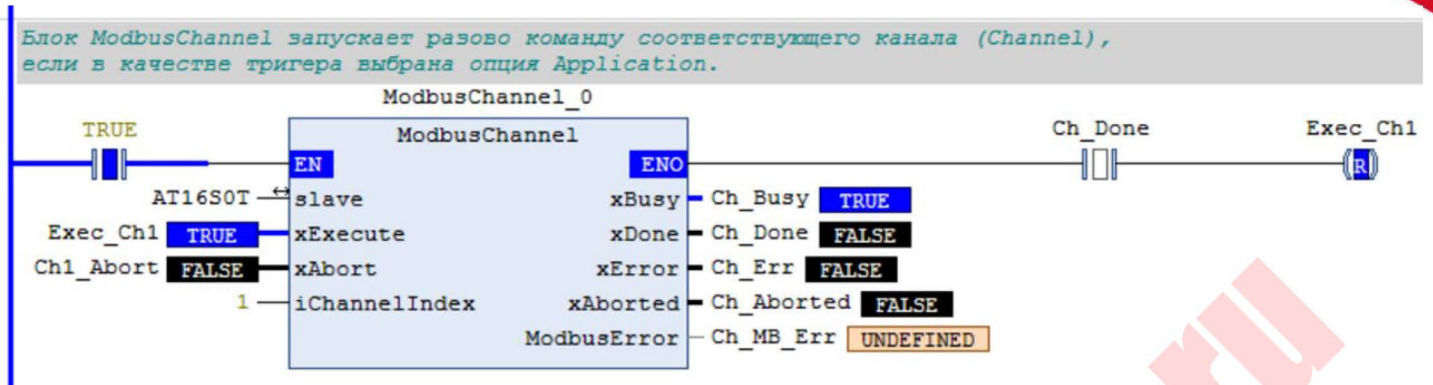 Блок ModbusChannel запускает разово команду соответствующего канала (Channel),
если в качестве тригера выбрана опция Application.
ModbusChannel_0
TRUE
ModbusChannel
Ch_Done
Exec_Ch1
EN
ENO
R
AT16S0T
slave
xBusy
Ch_Busy
TRUE
Exec_Ch1
TRUE
xExecute
xDone
Ch_Done
FALSE
Ch1_Abort
FALSE
xAbort
xError
Ch_Err
FALSE
1
iChannelIndex
xAborted
Ch_Aborted
FALSE
ModbusError
Ch_MB_Err
UNDEFINED
ru